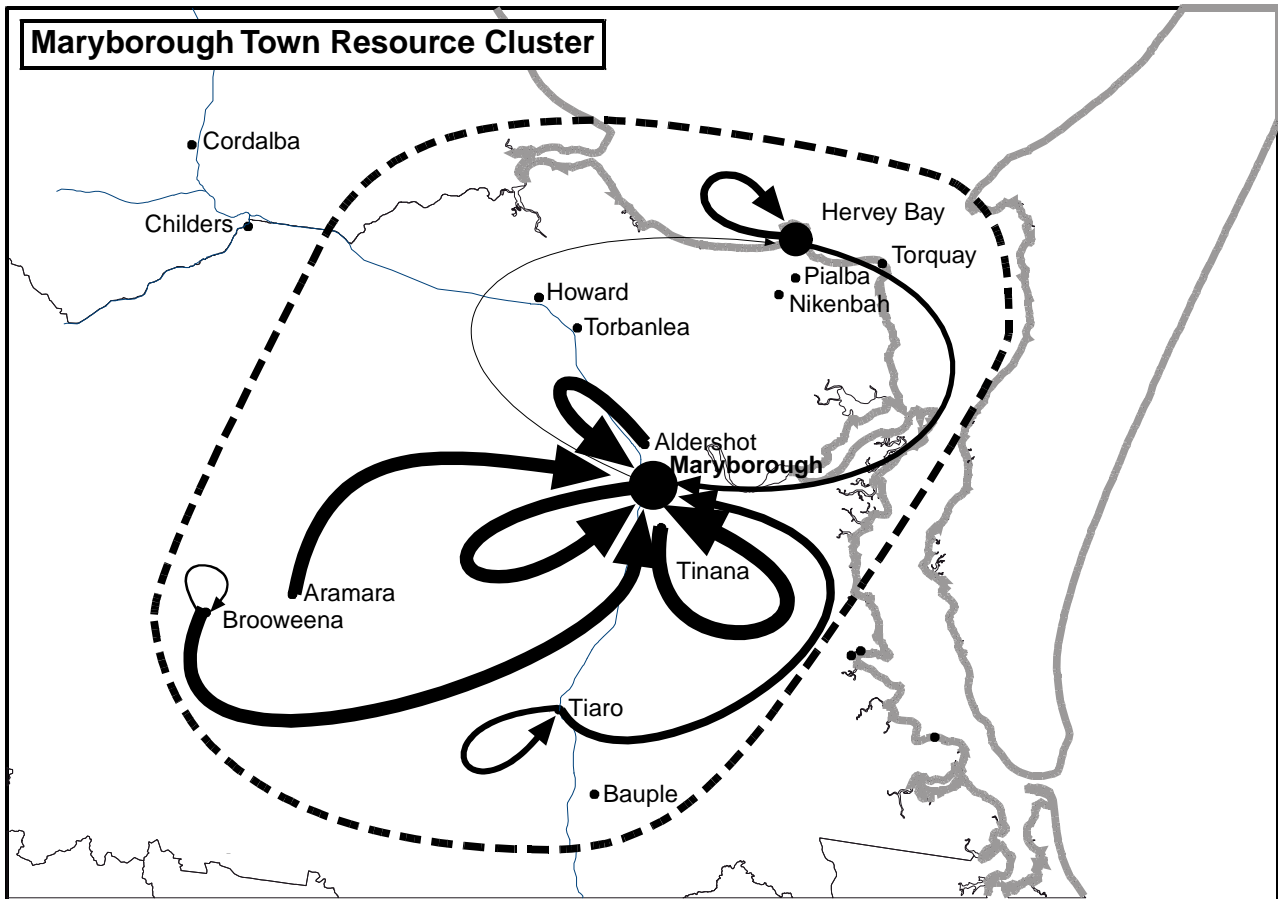 Maryborough Town Resource Cluster
Cordalba
Childers
Hervey Bay
Torquay
Pialba
Nikenbah
Howard
Torbanlea
Aldershot
Maryborough
Tinana
Aramara
Brooweena
Tiaro
Bauple